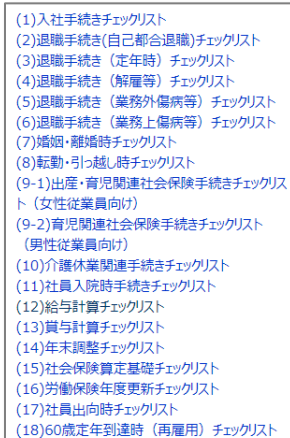 (1)入社手続きチェックリスト
(2)退職手続き(自己都合退職)チェックリスト
(3)退職手続き（定年時）チェックリスト
(4)退職手続き（解雇等）チェックリスト
(5)退職手続き（業務外傷病等）チェックリスト
(6)退職手続き（業務上傷病等）チェックリスト
(7)婚姻・離婚時チェックリスト
(8)転勤・引っ越し時チェックリスト
(9-1)出産・育児関連社会保険手続きチェックリス
ト（女性従業員向け）
(9-2)育児関連社会保険手続きチェックリスト
（男性従業員向け）
(10)介護休業関連手続きチェックリスト
(11)社員入院時手続きチェックリスト
(12)給与計算チェックリスト
(13)賞与計算チェックリスト
(14)年末調整チェックリスト
(15)社会保険算定基礎チェックリスト
(16)労働保険年度更新チェックリスト
(17)社員出向時チェックリスト
(18)60歳定年到達時（再雇用）チェックリスト